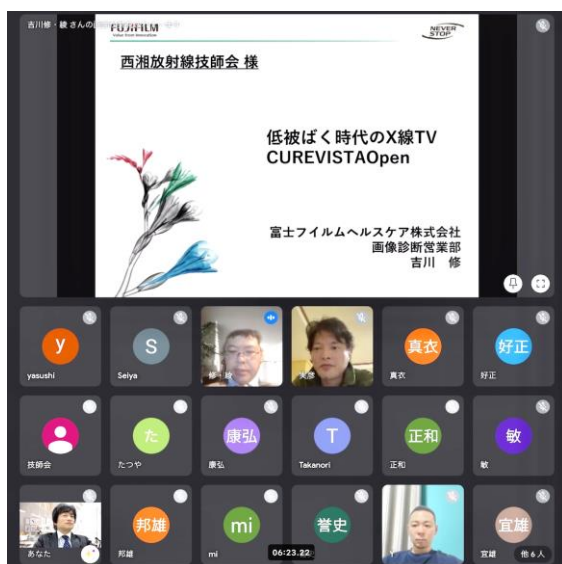 FUJIFILM
Value from Innovation
NEVER
STOP
西湘放射線技師会 様
低被ばく時代のX線TV
CUREVISTAOpen
富士フイルムヘルスケア株式会社
画像診断営業部
吉川 修
y
S
真衣
好正
yasushi
Seiya
真衣
好正
た
康弘
T
正和
敏
技師会
たつや
康弘
Takanori
正和
敏
邦雄
mi
誉史
宜雄
あなた
邦雄
mi
06:23.22
宜雄
他 6 人